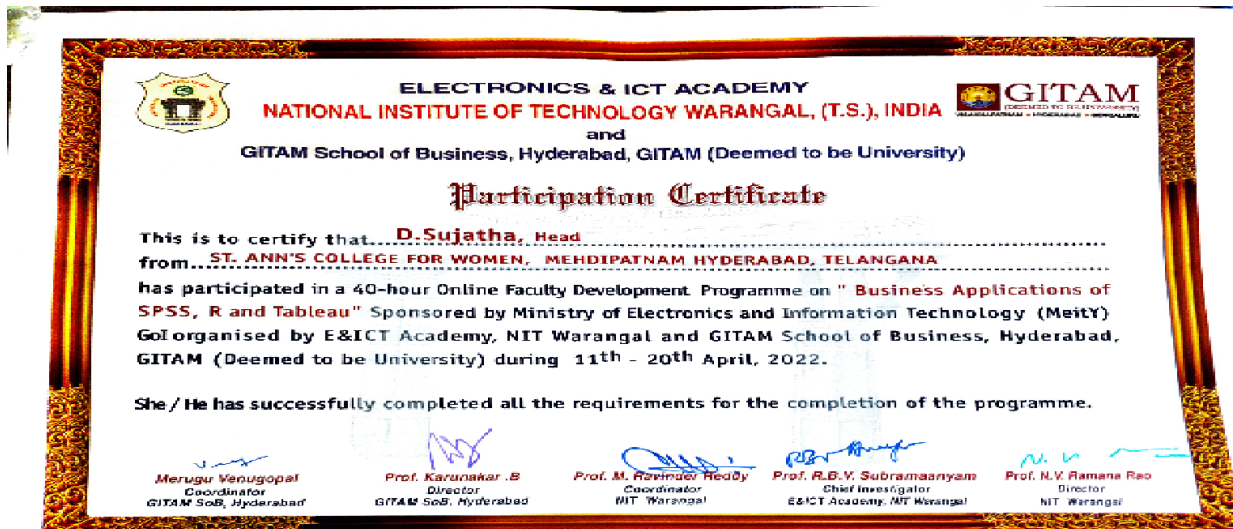 ELECTRONICS & ICT ACADEMY
NATIONAL INSTITUTE OF TECHNOLOGY WARANGAL, (T.S.), INDIA
GITAM
(DEEMED TO BE UNIVERSITY)
VISAKHAPATNAM • HYDERABAD • BENGALURU
and
GITAM School of Business, Hyderabad, GITAM (Deemed to be University)
Participation Certificate
This is to certify that....D.Sujatha, Head
from....ST. ANN'S COLLEGE FOR WOMEN, MEHDIPATNAM HYDERABAD, TELANGANA
has participated in a 40-hour Online Faculty Development Programme on " Business Applications of
SPSS, R and Tableau" Sponsored by Ministry of Electronics and Information Technology (MeitY)
GoI organised by E&ICT Academy, NIT Warangal and GITAM School of Business, Hyderabad,
GITAM (Deemed to be University) during 11th - 20th April, 2022.
She / He has successfully completed all the requirements for the completion of the programme.
Merugu Venugopal
Coordinator
GITAM SoB, Hyderabad
Prof. Karunakar .B
Director
GITAM SoB, Hyderabad
Prof. M. Ravinder Reddy
Coordinator
NIT Warangal
Prof. R.B.V. Subramaanyam
Chief Investigator
E&ICT Academy, NIT Warangal
Prof. N.V. Ramana Rao
Director
NIT Warangal